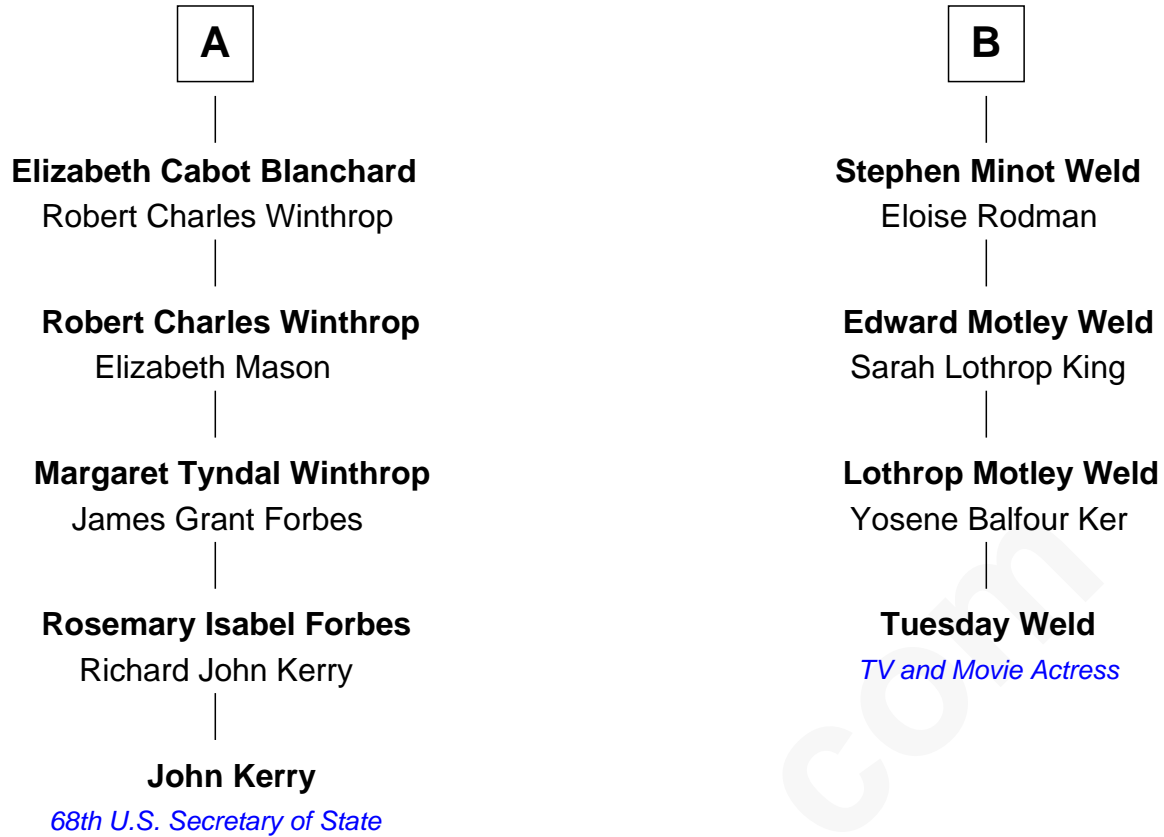 A
Elizabeth Cabot Blanchard
Robert Charles Winthrop
Robert Charles Winthrop
Elizabeth Mason
Margaret Tyndal Winthrop
James Grant Forbes
Rosemary Isabel Forbes
Richard John Kerry
John Kerry
68th U.S. Secretary of State
B
Stephen Minot Weld
Eloise Rodman
Edward Motley Weld
Sarah Lothrop King
Lothrop Motley Weld
Yosene Balfour Ker
Tuesday Weld
TV and Movie Actress
com